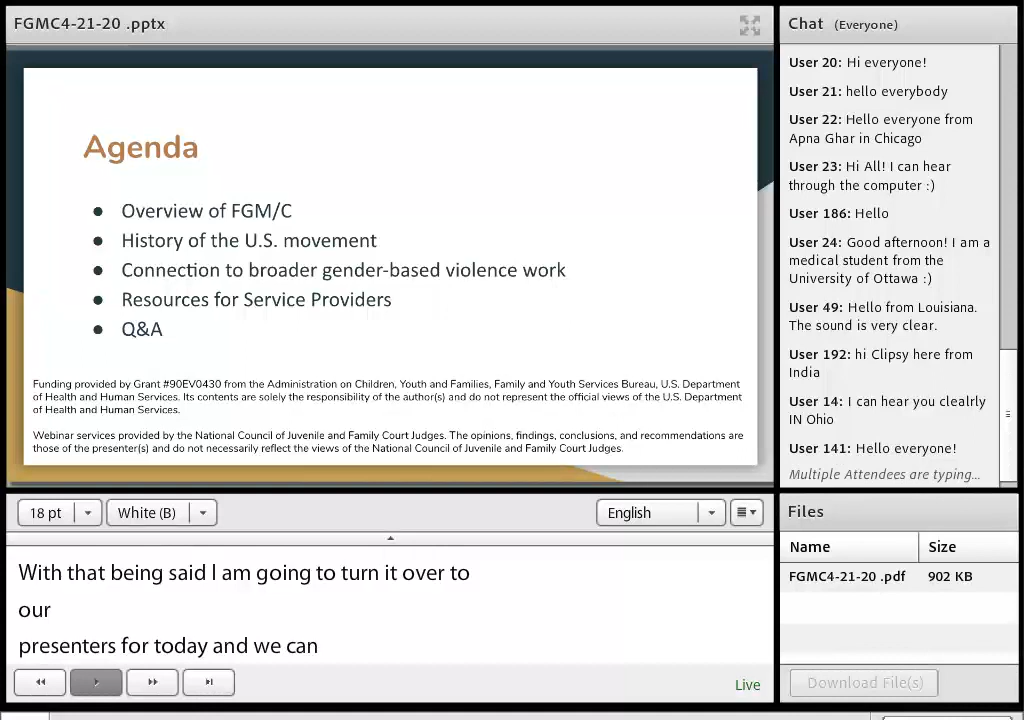 FGMC4-21-20 .pptx
Agenda
● Overview of FGM/C
● History of the U.S. movement
● Connection to broader gender-based violence work
● Resources for Service Providers
● Q&A
Funding provided by Grant #90EV0430 from the Administration on Children, Youth and Families, Family and Youth Services Bureau, U.S. Department
of Health and Human Services. Its contents are solely the responsibility of the author(s) and do not represent the official views of the U.S. Department
of Health and Human Services.
Webinar services provided by the National Council of Juvenile and Family Court Judges. The opinions, findings, conclusions, and recommendations are
those of the presenter(s) and do not necessarily reflect the views of the National Council of Juvenile and Family Court Judges.
18 pt
White (B)
English
With that being said I am going to turn it over to
our
presenters for today and we can
Live
Chat (Everyone)
User 20: Hi everyone!
User 21: hello everybody
User 22: Hello everyone from
Apna Ghar in Chicago
User 23: Hi All! I can hear
through the computer :)
User 186: Hello
User 24: Good afternoon! I am a
medical student from the
University of Ottawa :)
User 49: Hello from Louisiana.
The sound is very clear.
User 192: hi Clipsy here from
India
User 14: I can hear you clealrly
IN Ohio
User 141: Hello everyone!
Multiple Attendees are typing...
Files
Name Size
FGMC4-21-20 .pdf 902 KB
Download File(s)